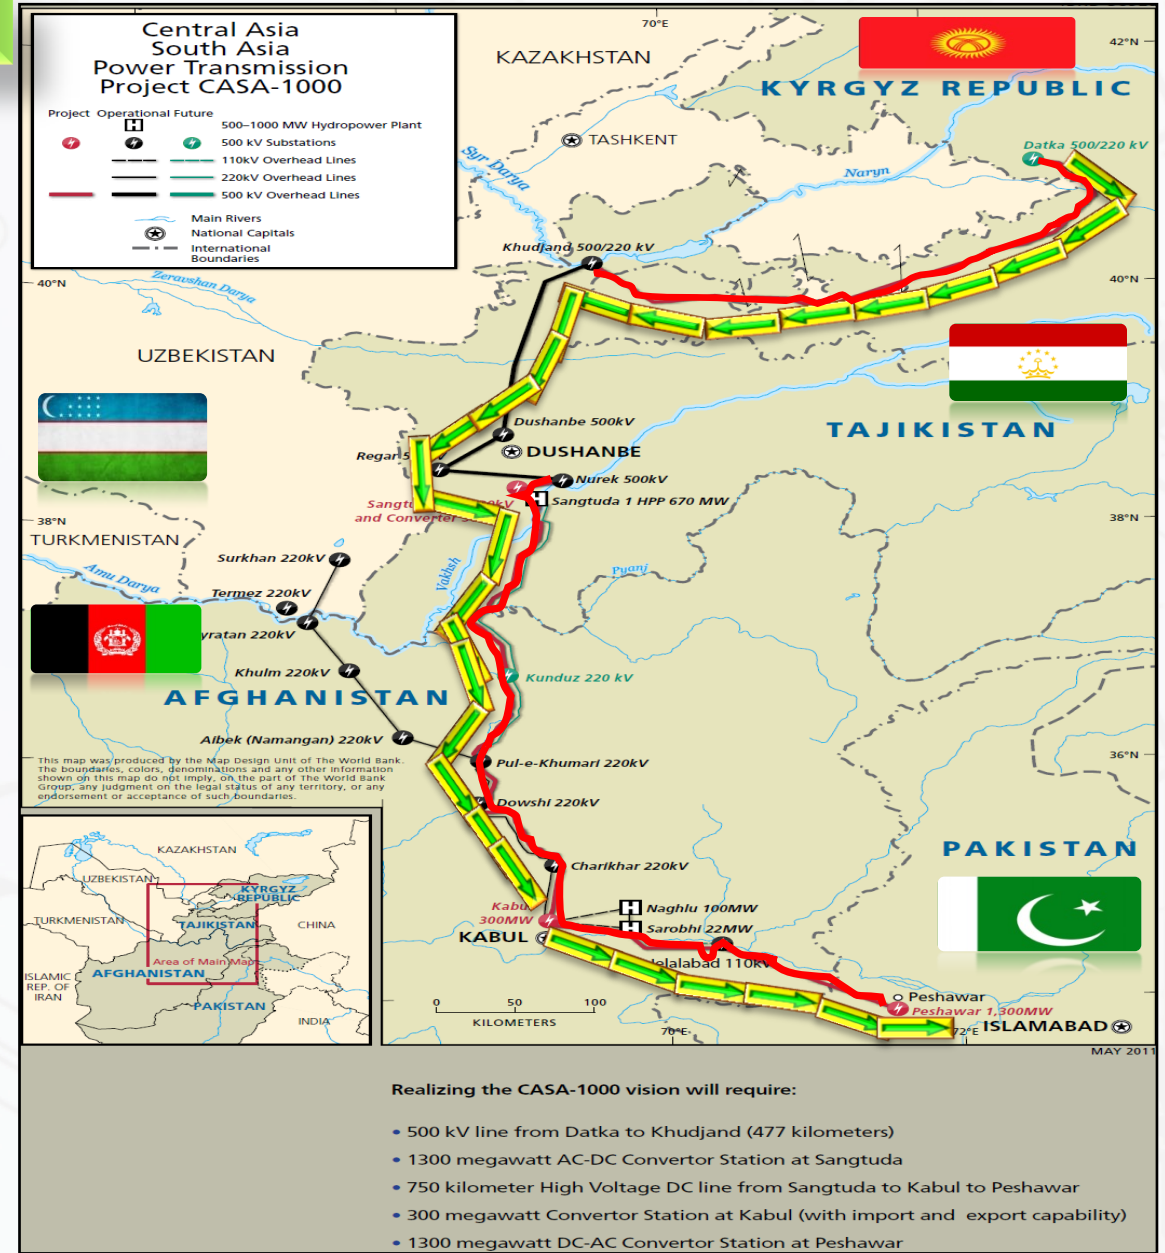 Central Asia
South Asia
Power Transmission
Project CASA-1000
Project Operational Future
H
500–1000 MW Hydropower Plant
500 kV Substations
110kV Overhead Lines
220kV Overhead Lines
500 kV Overhead Lines
Main Rivers
National Capitals
International
Boundaries
70°E
42°N
KAZAKHSTAN
KYRGYZ REPUBLIC
TASHKENT
Datka 500/220 kV
Syr Darya
Naryn
Khudjand 500/220 kV
40°N
40°N
Zeravshan Darya
UZBEKISTAN
TAJIKISTAN
Dushanbe 500kV
DUSHANBE
Regar
Nurek 500kV
H
Sangtuda 1 HPP 670 MW
and Converter
38°N
38°N
TURKMENISTAN
Surkhan 220kV
Vakhsh
Pyanj
Amu Darya
Termez 220kV
yratan 220kV
Khulm 220kV
Kunduz 220 kV
AFGHANISTAN
Aibek (Namangan) 220kV
36°N
Pul-e-Khumari 220kV
This map was produced by the Map Design Unit of The World Bank.
The boundaries, colors, denominations and any other information
shown on this map do not imply, on the part of The World Bank
Group, any judgment on the legal status of any territory, or any
endorsement or acceptance of such boundaries.
Dowshi 220kV
PAKISTAN
Charikhar 220kV
Kabu
300MW
H
Naghlu 100MW
H
Sarobhi 22MW
KABUL
Jelalabad 110kV
Peshawar
Peshawar 1,300MW
0 50 100
KILOMETERS
70°E
72°E
ISLAMABAD
KAZAKHSTAN
UZBEKISTAN
KYRGYZ
REPUBLIC
TURKMENISTAN
TAJIKISTAN
CHINA
Area of Main Map
AFGHANISTAN
ISLAMIC
REP. OF
IRAN
PAKISTAN
INDIA
MAY 2011
Realizing the CASA-1000 vision will require:
• 500 kV line from Datka to Khudjand (477 kilometers)
• 1300 megawatt AC-DC Convertor Station at Sangtuda
• 750 kilometer High Voltage DC line from Sangtuda to Kabul to Peshawar
• 300 megawatt Convertor Station at Kabul (with import and export capability)
• 1300 megawatt DC-AC Convertor Station at Peshawar